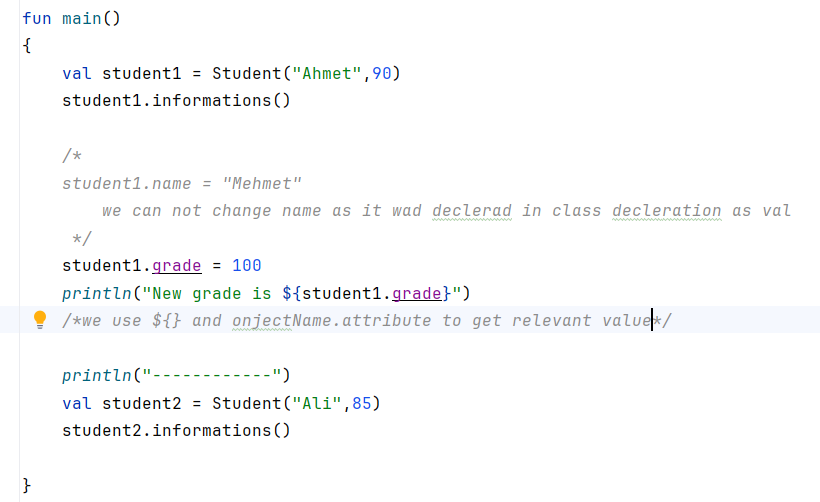 fun main()
{
    val student1 = Student("Ahmet",90)
    student1.informations()
    /*
    student1.name = "Mehmet"
        we can not change name as it wad declerad in class decleration as val
     */
    student1.grade = 100
    println("New grade is ${student1.grade}")
    /*we use ${} and onjectName.attribute to get relevant value*/
    println("------------")
    val student2 = Student("Ali",85)
    student2.informations()
}